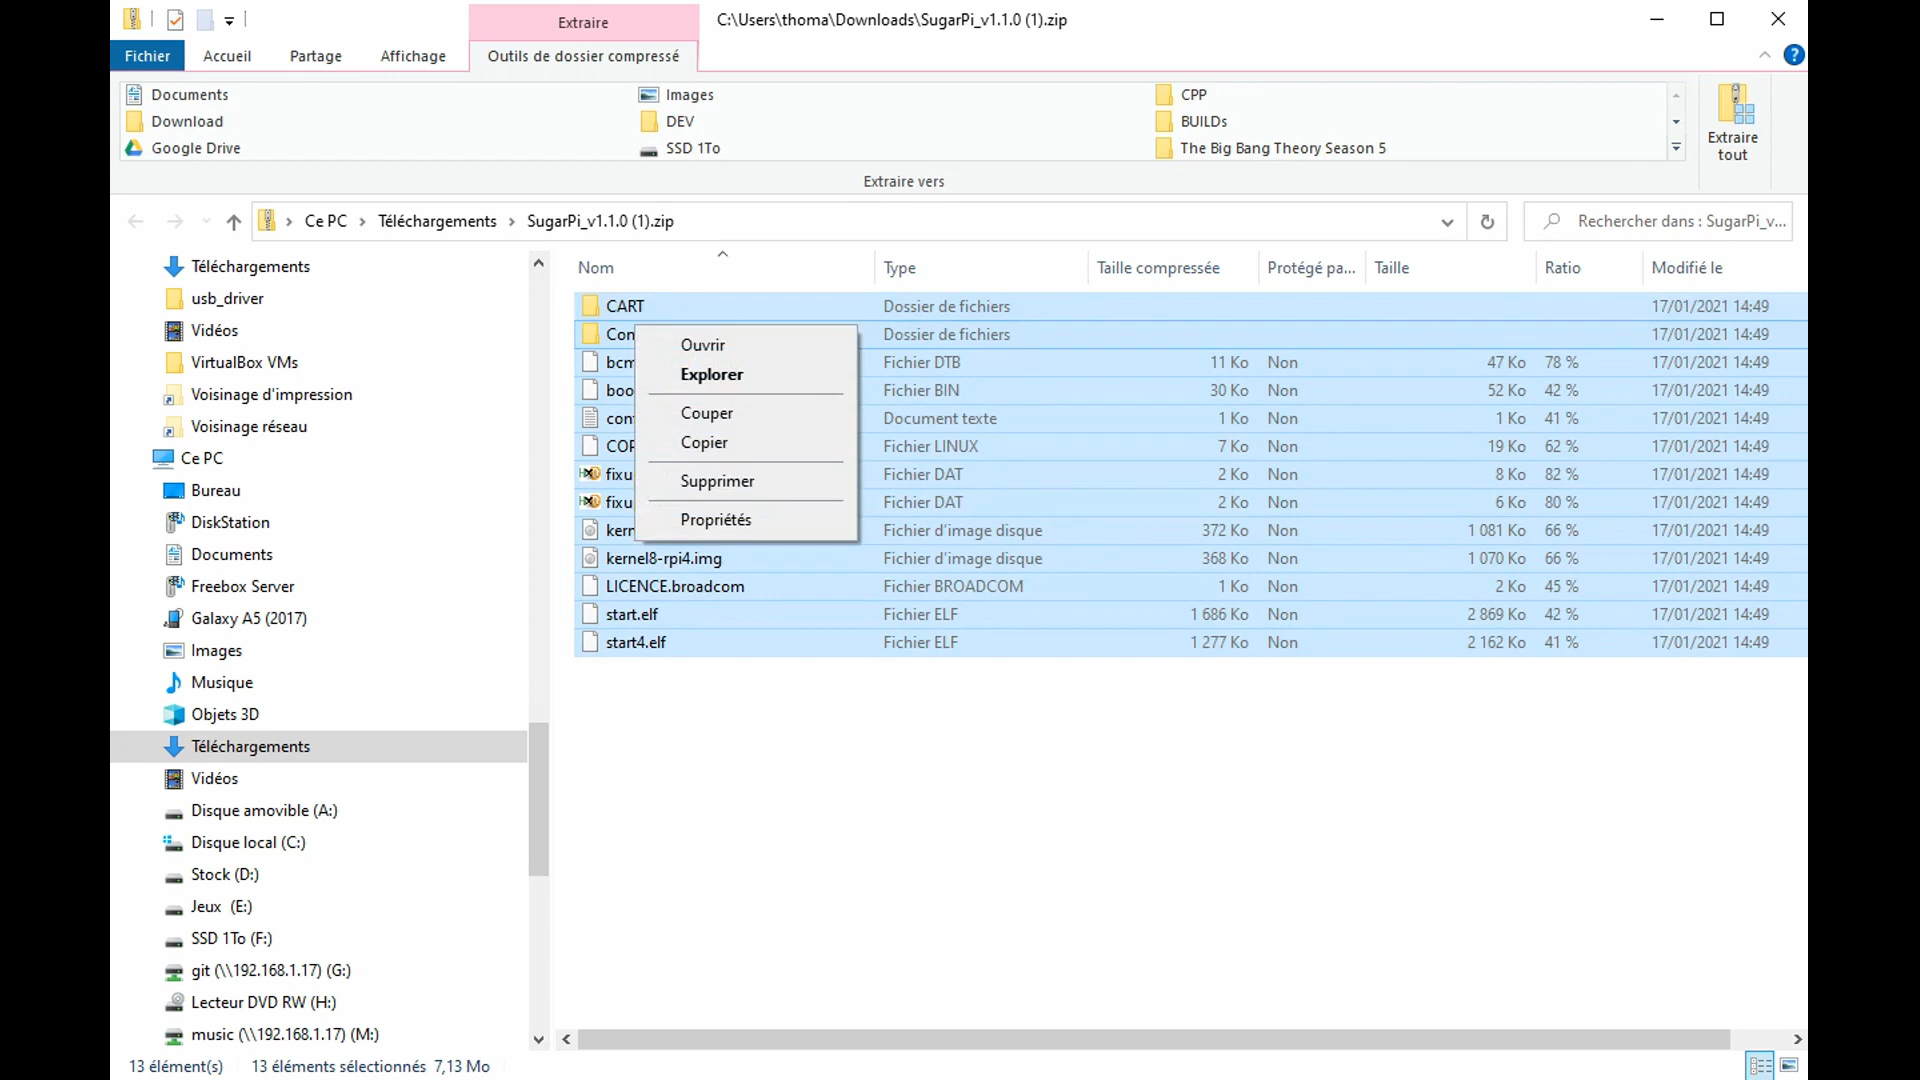 Extraire
C:\Users\thoma\Downloads\SugarPi_v1.1.0 (1).zip
Fichier
Accueil
Partage
Affichage
Outils de dossier compressé
Documents
Images
CPP
Download
DEV
BUILDs
Google Drive
SSD 1To
The Big Bang Theory Season 5
Extraire
tout
Extraire vers
Ce PC > Téléchargements > SugarPi_v1.1.0 (1).zip
Rechercher dans : SugarPi_v...
Téléchargements
usb_driver
Vidéos
VirtualBox VMs
Voisinage d'impression
Voisinage réseau
Ce PC
Bureau
DiskStation
Documents
Freebox Server
Galaxy A5 (2017)
Images
Musique
Objets 3D
Téléchargements
Vidéos
Disque amovible (A:)
Disque local (C:)
Stock (D:)
Jeux (E:)
SSD 1To (F:)
git (\\192.168.1.17) (G:)
Lecteur DVD RW (H:)
music (\\192.168.1.17) (M:)
Nom Type Taille compressée Protégé pa... Taille Ratio Modifié le
CART Dossier de fichiers 17/01/2021 14:49
Con Dossier de fichiers 17/01/2021 14:49
bcm Fichier DTB 11 Ko Non 47 Ko 78 % 17/01/2021 14:49
boo Fichier BIN 30 Ko Non 52 Ko 42 % 17/01/2021 14:49
con Document texte 1 Ko Non 1 Ko 41 % 17/01/2021 14:49
COP Fichier LINUX 7 Ko Non 19 Ko 62 % 17/01/2021 14:49
fixu Fichier DAT 2 Ko Non 8 Ko 82 % 17/01/2021 14:49
fixu Fichier DAT 2 Ko Non 6 Ko 80 % 17/01/2021 14:49
kern Fichier d'image disque 372 Ko Non 1 081 Ko 66 % 17/01/2021 14:49
kernel8-rpi4.img Fichier d'image disque 368 Ko Non 1 070 Ko 66 % 17/01/2021 14:49
LICENCE.broadcom Fichier BROADCOM 1 Ko Non 2 Ko 45 % 17/01/2021 14:49
start.elf Fichier ELF 1 686 Ko Non 2 869 Ko 42 % 17/01/2021 14:49
start4.elf Fichier ELF 1 277 Ko Non 2 162 Ko 41 % 17/01/2021 14:49
Ouvrir
Explorer
Couper
Copier
Supprimer
Propriétés
13 élément(s) 13 éléments sélectionnés 7,13 Mo